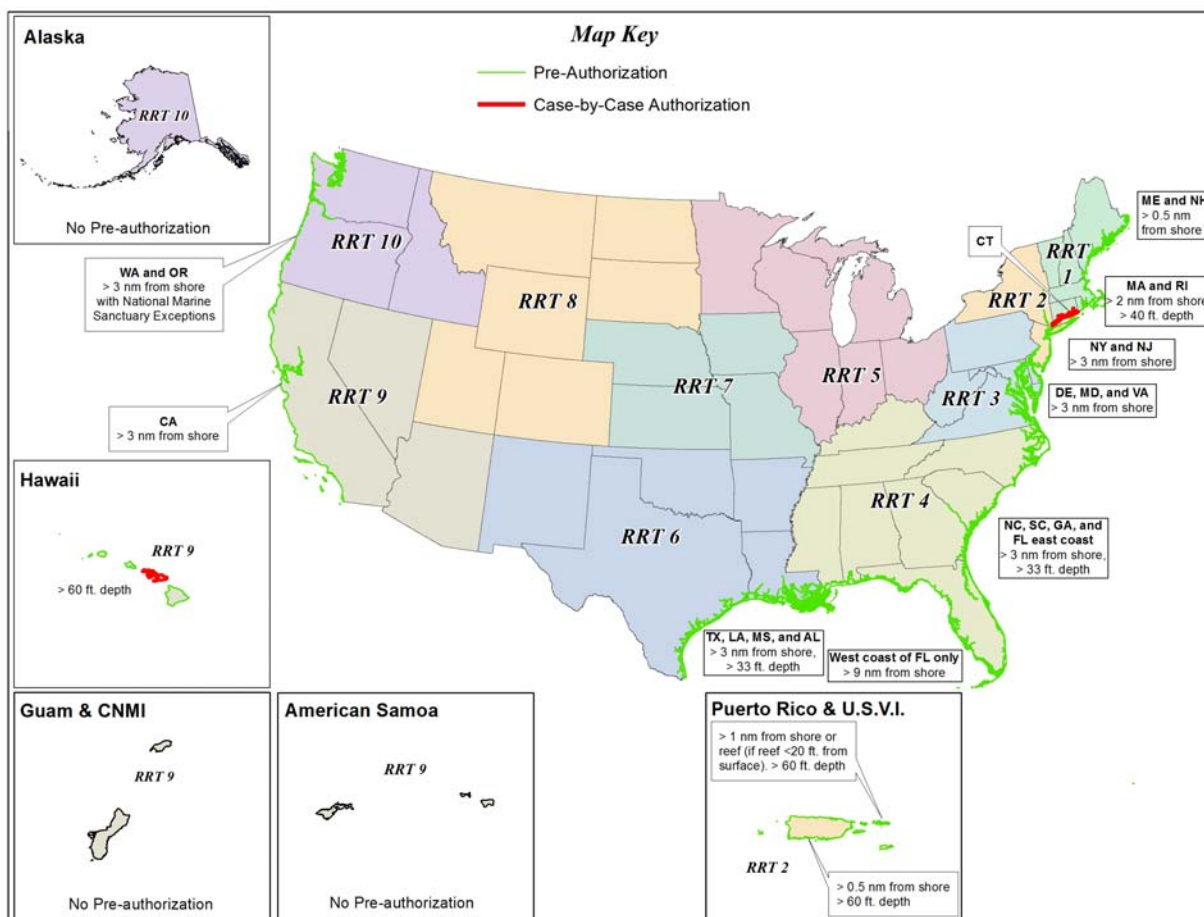 Alaska
RRT 10
No Pre-authorization
Map Key
Pre-Authorization
Case-by-Case Authorization
WA and OR
> 3 nm from shore
with National Marine
Sanctuary Exceptions
CA
> 3 nm from shore
RRT 10
RRT 8
RRT 9
RRT 7
RRT 5
RRT 6
RRT 4
RRT 3
RRT 2
RRT
1
CT
ME and NH
> 0.5 nm
from shore
MA and RI
> 2 nm from shore
> 40 ft. depth
NY and NJ
> 3 nm from shore
DE, MD, and VA
> 3 nm from shore
NC, SC, GA, and
FL east coast
> 3 nm from shore,
> 33 ft. depth
TX, LA, MS, and AL
> 3 nm from shore,
> 33 ft. depth
West coast of FL only
> 9 nm from shore
Hawaii
RRT 9
> 60 ft. depth
Guam & CNMI
RRT 9
No Pre-authorization
American Samoa
RRT 9
No Pre-authorization
Puerto Rico & U.S.V.I.
> 1 nm from shore or
reef (if reef <20 ft. from
surface). > 60 ft. depth
RRT 2
> 0.5 nm from shore
> 60 ft. depth